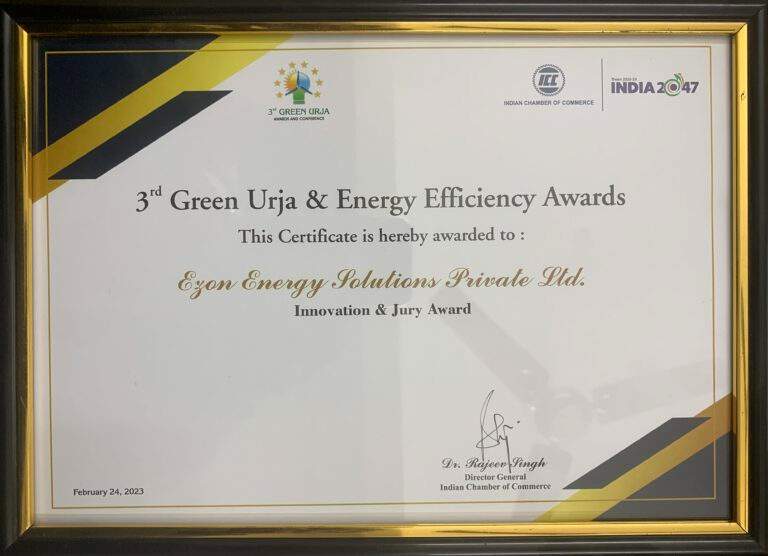 3rd GREEN URJA
AWARDS AND CONFERENCE
ICC
INDIAN CHAMBER OF COMMERCE
INDIA 2047
3rd Green Urja & Energy Efficiency Awards
This Certificate is hereby awarded to :
Ezon Energy Solutions Private Ltd.
Innovation & Jury Award
Dr. Rajeev Singh
Director General
Indian Chamber of Commerce
February 24, 2023